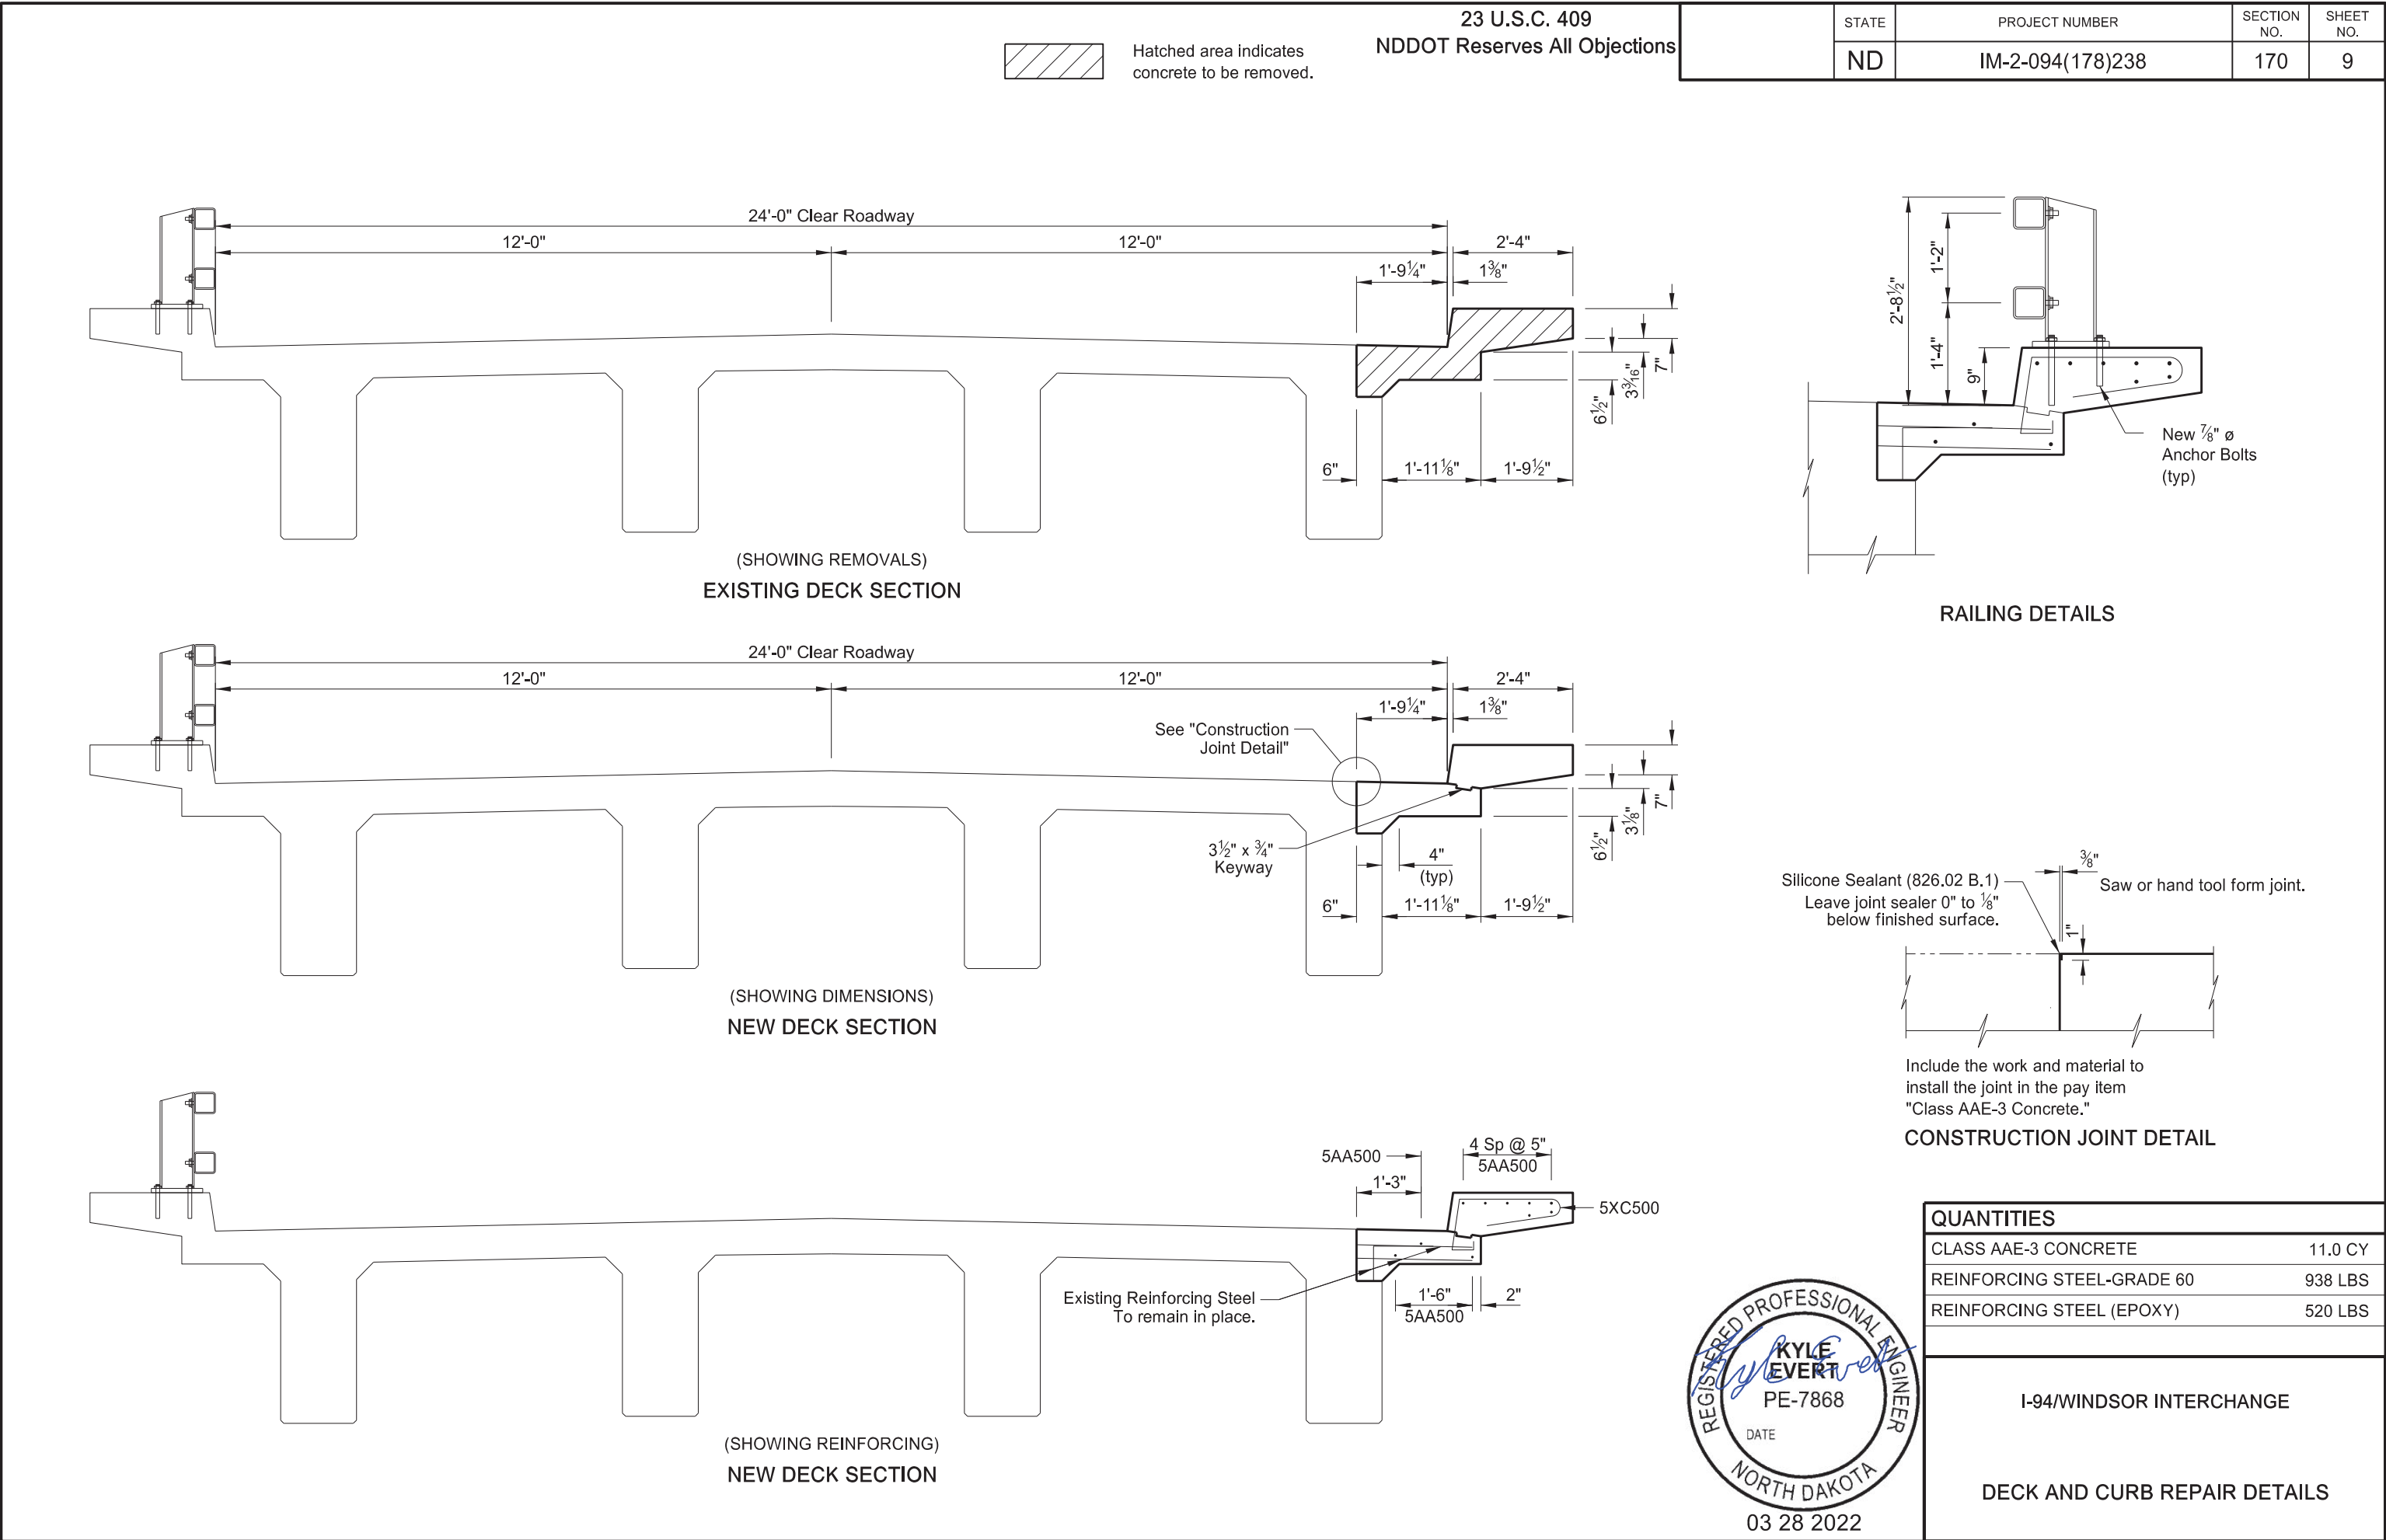 23 U.S.C. 409
NDDOT Reserves All Objections
Hatched area indicates
concrete to be removed.
STATE
PROJECT NUMBER
SECTION
NO.
SHEET
NO.
ND
IM-2-094(178)238
170
9
24'-0" Clear Roadway
12'-0"
12'-0"
2'-4"
1'-9¼"
1⅜"
7"
3 3/16"
6½"
6"
1'-11⅛"
1'-9½"
(SHOWING REMOVALS)
EXISTING DECK SECTION
2'-8½"
1'-2"
1'-4"
9"
New ⅞" ø
Anchor Bolts
(typ)
RAILING DETAILS
24'-0" Clear Roadway
12'-0"
12'-0"
2'-4"
1'-9¼"
1⅜"
See "Construction
Joint Detail"
7"
3⅛"
6½"
3½" x ¾"
Keyway
4"
(typ)
6"
1'-11⅛"
1'-9½"
(SHOWING DIMENSIONS)
NEW DECK SECTION
⅜"
Silicone Sealant (826.02 B.1)
Leave joint sealer 0" to ⅛"
below finished surface.
Saw or hand tool form joint.
1"
Include the work and material to
install the joint in the pay item
"Class AAE-3 Concrete."
CONSTRUCTION JOINT DETAIL
5AA500
4 Sp @ 5"
5AA500
1'-3"
5XC500
Existing Reinforcing Steel
To remain in place.
1'-6"
5AA500
2"
(SHOWING REINFORCING)
NEW DECK SECTION
QUANTITIES
CLASS AAE-3 CONCRETE 11.0 CY
REINFORCING STEEL-GRADE 60 938 LBS
REINFORCING STEEL (EPOXY) 520 LBS
REGISTERED PROFESSIONAL ENGINEER
KYLE
EVERT
Kyle Evert
PE-7868
DATE
NORTH DAKOTA
03 28 2022
I-94/WINDSOR INTERCHANGE
DECK AND CURB REPAIR DETAILS